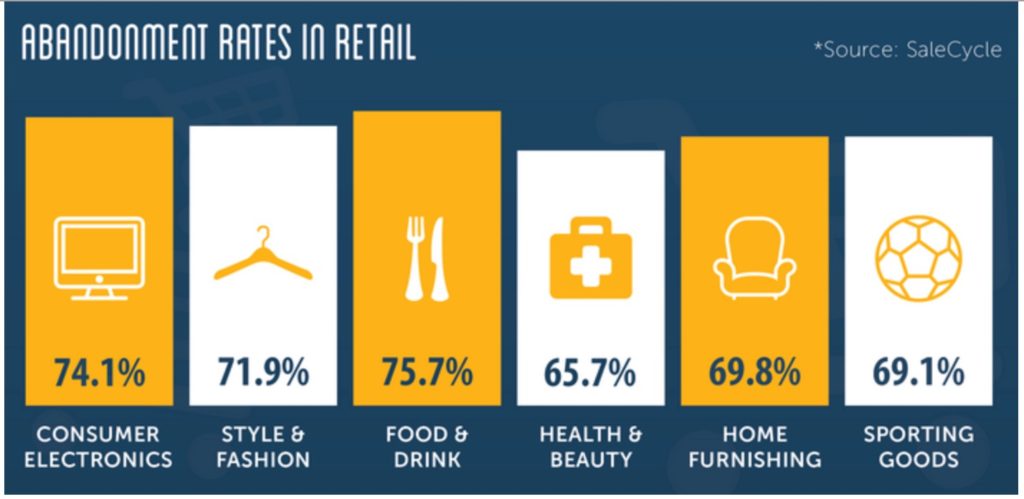 ABANDONMENT RATES IN RETAIL
*Source: SaleCycle
74.1%
71.9%
75.7%
65.7%
69.8%
69.1%
CONSUMER
ELECTRONICS
STYLE &
FASHION
FOOD &
DRINK
HEALTH &
BEAUTY
HOME
FURNISHING
SPORTING
GOODS